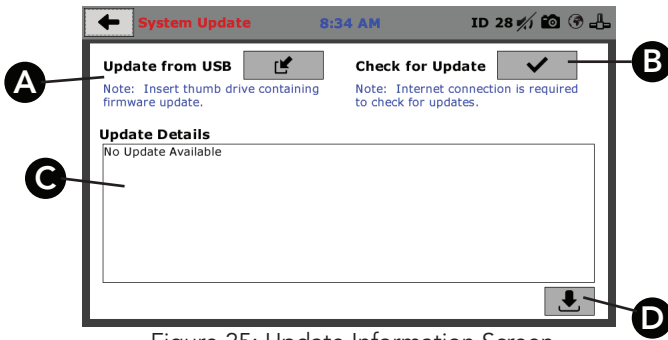 System Update 8:34 AM ID 28
Update from USB
Check for Update
Note: Insert thumb drive containing
firmware update.
Note: Internet connection is required
to check for updates.
Update Details
No Update Available
A
B
C
D
Figure 25: Update Information Screen